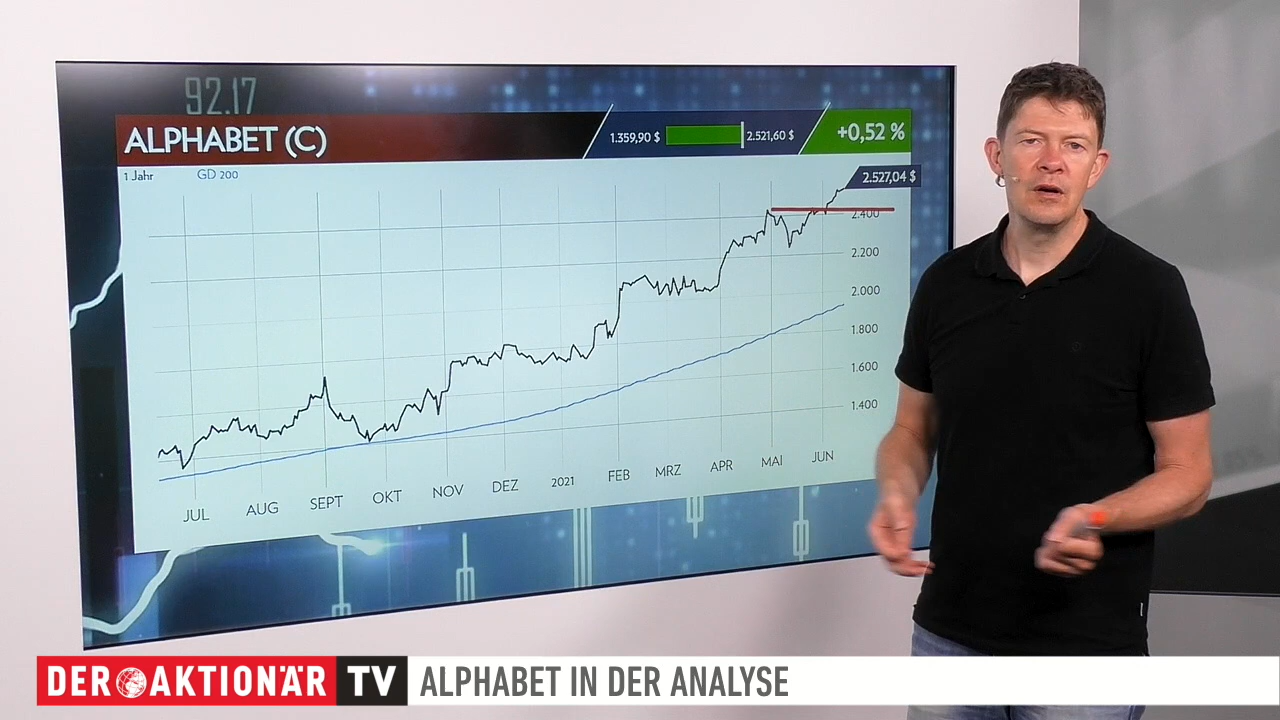 92.17
ALPHABET (C)
1.359,90 $
2.521,60 $
+0,52 %
1 Jahr
GD 200
2.527,04 $
2.400
2.200
2.000
1.800
1.600
1.400
JUL
AUG
SEPT
OKT
NOV
DEZ
2021
FEB
MRZ
APR
MAI
JUN
DER AKTIONÄR TV
ALPHABET IN DER ANALYSE